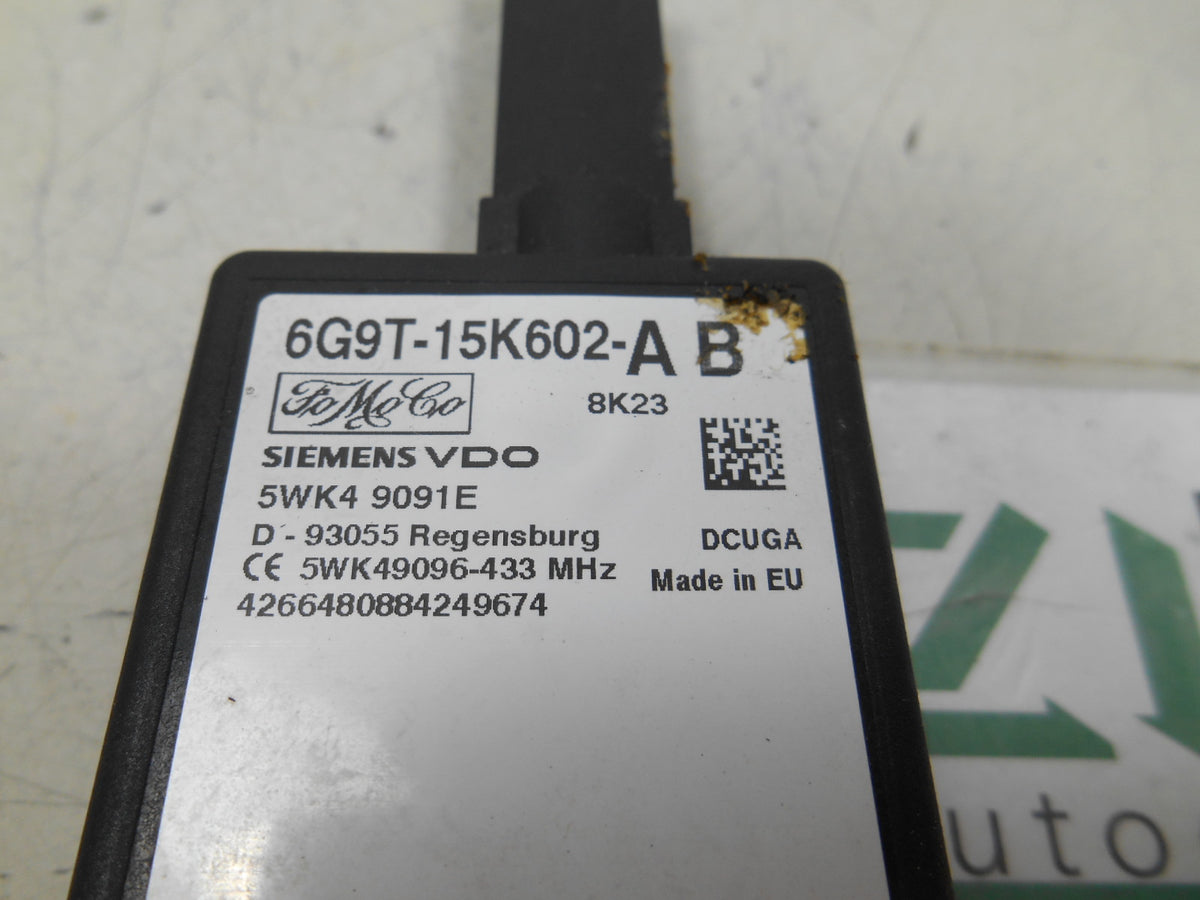 6G9T-15K602-A B
FoMoCo
8K23
SIEMENS VDO
5WK4 9091E
D - 93055 Regensburg
DCUGA
CE 5WK49096-433 MHz
Made in EU
4266480884249674
uto